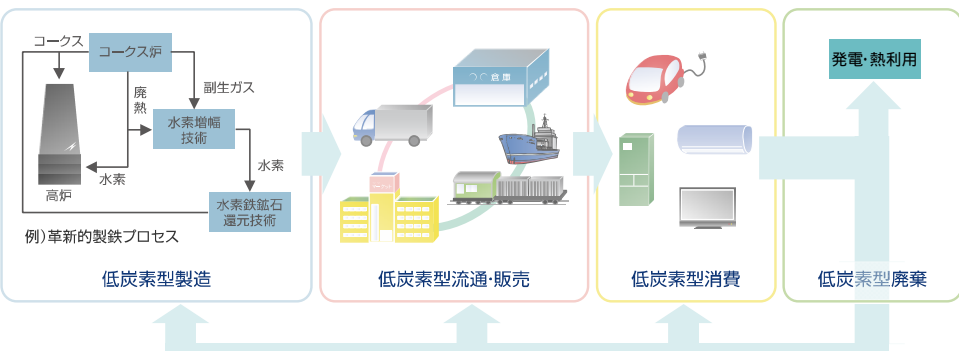 コークス
コークス炉
副生ガス
廃
熱
水素増幅
技術
水素
水素
高炉
水素鉄鉱石
還元技術
例）革新的製鉄プロセス
低炭素型製造
〇〇倉庫
低炭素型流通・販売
低炭素型消費
発電・熱利用
低炭素型廃棄